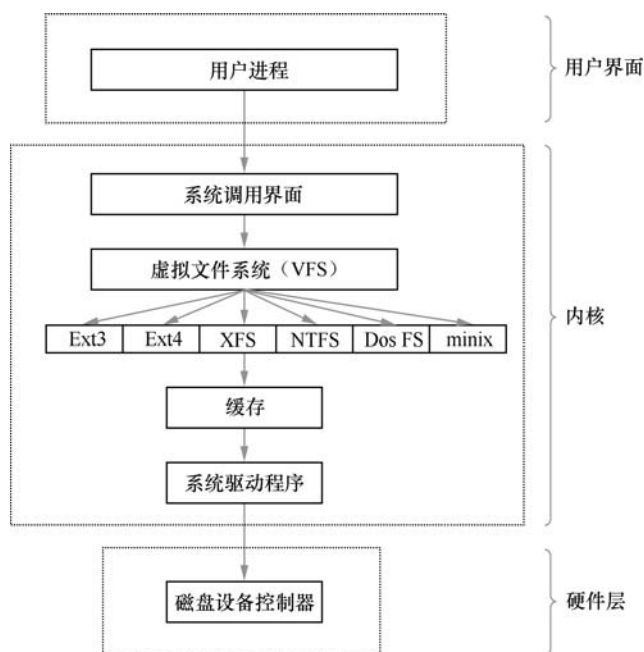 用户进程
用户界面
系统调用界面
虚拟文件系统（VFS）
内核
Ext3 Ext4 XFS NTFS Dos FS minix
缓存
系统驱动程序
磁盘设备控制器
硬件层